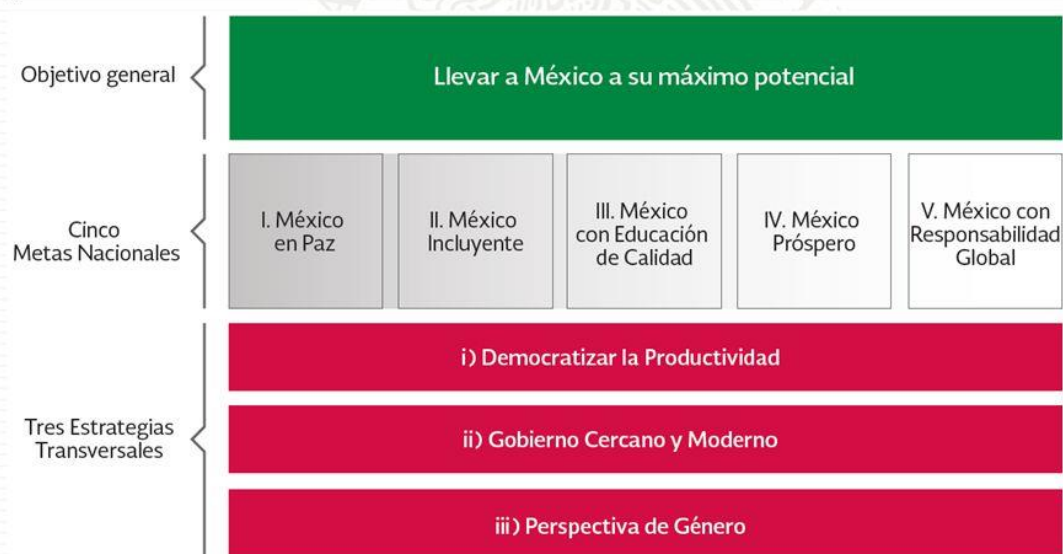 Objetivo general
Llevar a México a su máximo potencial
Cinco
Metas Nacionales
I. México
en Paz
II. México
Incluyente
III. México
con Educación
de Calidad
IV. México
Próspero
V. México con
Responsabilidad
Global
Tres Estrategias
Transversales
i) Democratizar la Productividad
ii) Gobierno Cercano y Moderno
iii) Perspectiva de Género